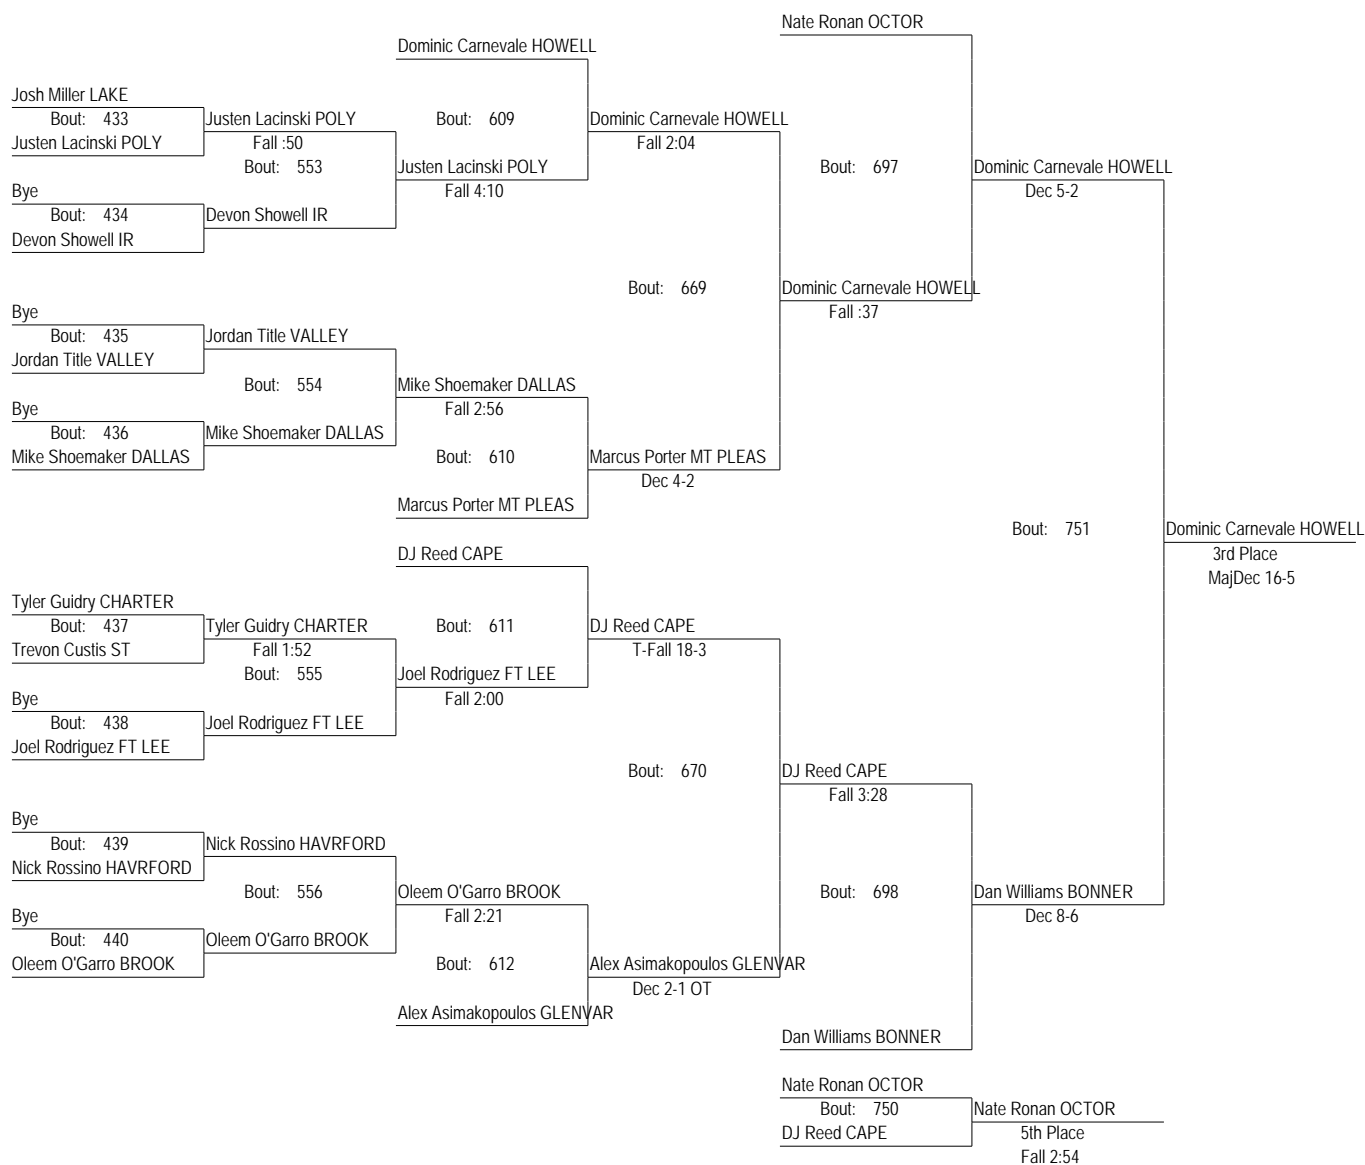 Nate Ronan OCTOR
Dominic Carnevale HOWELL
Josh Miller LAKE
Bout: 433
Justen Lacinski POLY
Bout: 609
Dominic Carnevale HOWELL
Justen Lacinski POLY
Fall :50
Fall 2:04
Bout: 553
Justen Lacinski POLY
Bout: 697
Dominic Carnevale HOWELL
Bye
Fall 4:10
Dec 5-2
Bout: 434
Devon Showell IR
Devon Showell IR
Bout: 669
Dominic Carnevale HOWELL
Bye
Fall :37
Bout: 435
Jordan Title VALLEY
Jordan Title VALLEY
Bout: 554
Mike Shoemaker DALLAS
Bye
Fall 2:56
Bout: 436
Mike Shoemaker DALLAS
Mike Shoemaker DALLAS
Bout: 610
Marcus Porter MT PLEAS
Dec 4-2
Marcus Porter MT PLEAS
Bout: 751
Dominic Carnevale HOWELL
DJ Reed CAPE
3rd Place
MajDec 16-5
Tyler Guidry CHARTER
Bout: 437
Tyler Guidry CHARTER
Bout: 611
DJ Reed CAPE
Trevon Custis ST
Fall 1:52
T-Fall 18-3
Bout: 555
Joel Rodriguez FT LEE
Bye
Fall 2:00
Bout: 438
Joel Rodriguez FT LEE
Joel Rodriguez FT LEE
Bout: 670
DJ Reed CAPE
Fall 3:28
Bye
Bout: 439
Nick Rossino HAVRFORD
Nick Rossino HAVRFORD
Bout: 556
Oleem O'Garro BROOK
Bout: 698
Dan Williams BONNER
Bye
Fall 2:21
Dec 8-6
Bout: 440
Oleem O'Garro BROOK
Oleem O'Garro BROOK
Bout: 612
Alex Asimakopoulos GLENVAR
Dec 2-1 OT
Alex Asimakopoulos GLENVAR
Dan Williams BONNER
Nate Ronan OCTOR
Bout: 750
Nate Ronan OCTOR
DJ Reed CAPE
5th Place
Fall 2:54